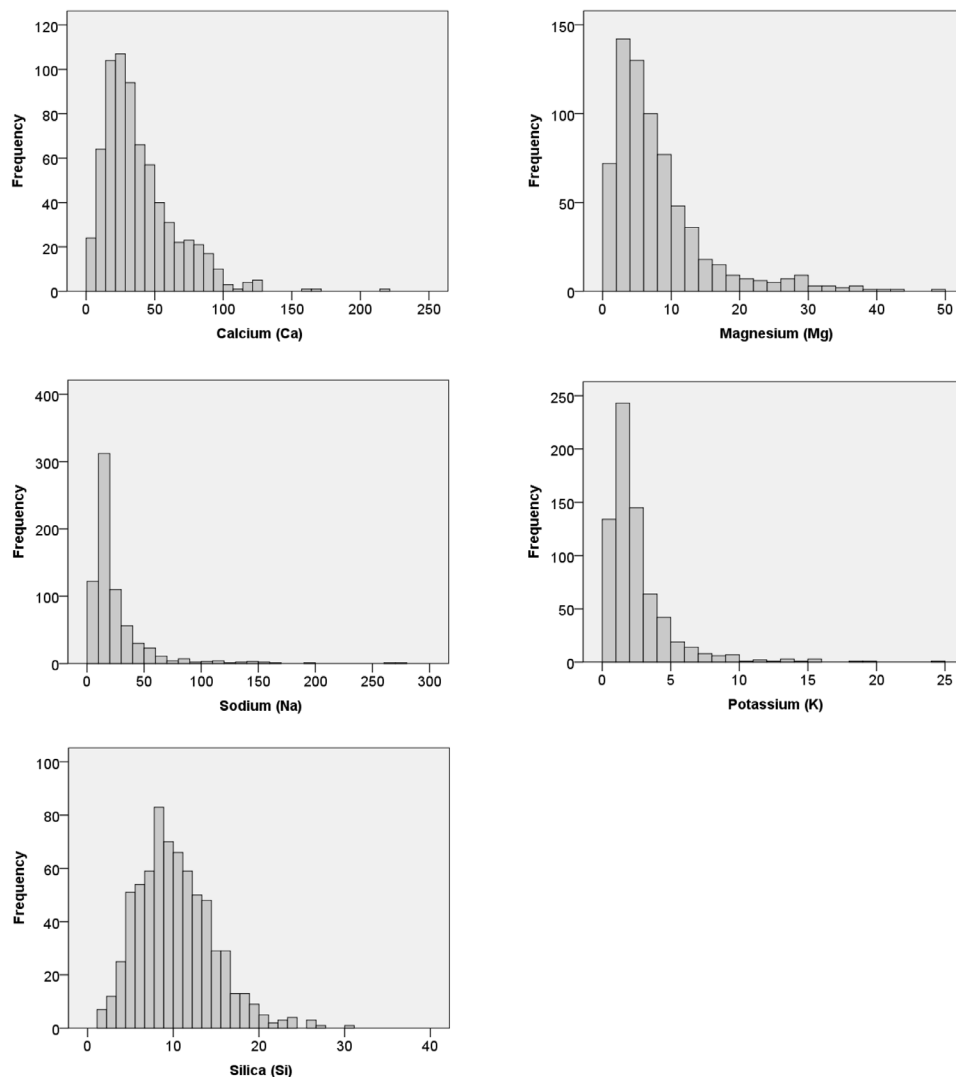 Frequency
120
100
80
60
40
20
0
0 50 100 150 200 250
Calcium (Ca)
Frequency
150
100
50
0
0 10 20 30 40 50
Magnesium (Mg)
Frequency
400
300
200
100
0
0 50 100 150 200 250 300
Sodium (Na)
Frequency
250
200
150
100
50
0
0 5 10 15 20 25
Potassium (K)
Frequency
100
80
60
40
20
0
0 10 20 30 40
Silica (Si)